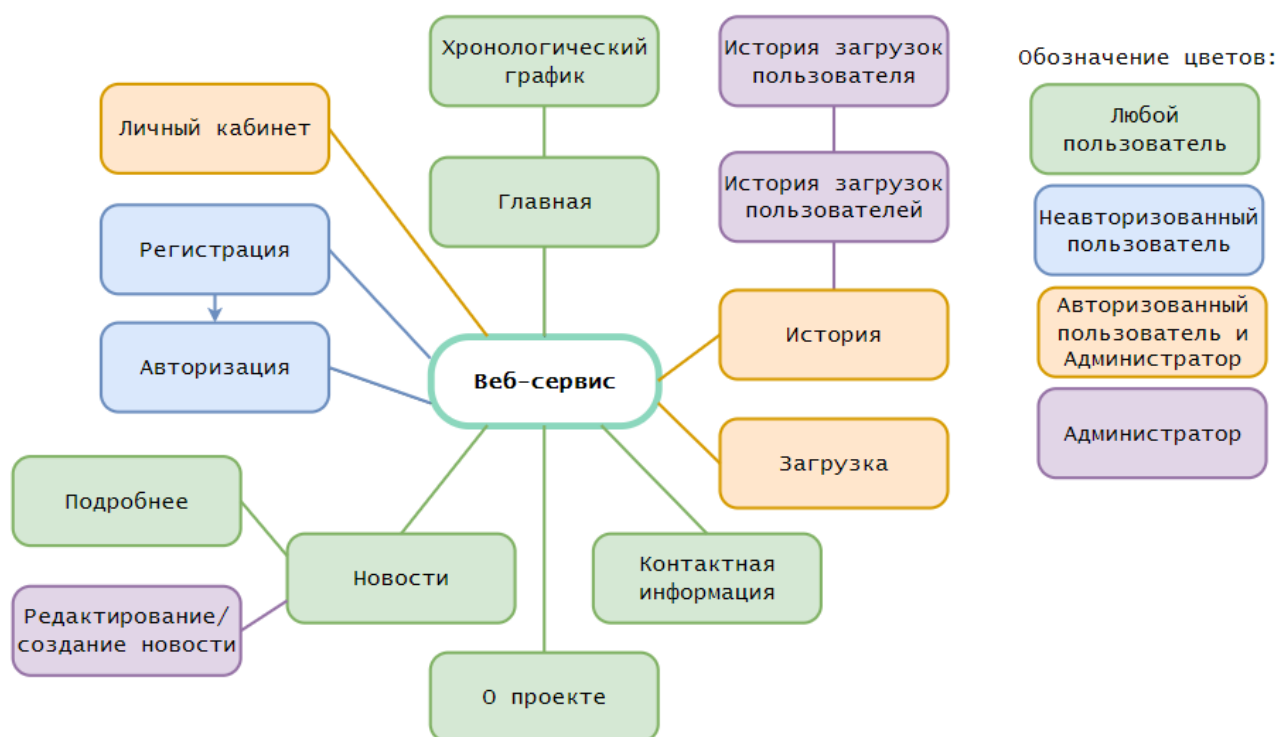 Хронологический
график
История загрузок
пользователя
Обозначение цветов:
Личный кабинет
Любой
пользователь
Главная
История загрузок
пользователей
Регистрация
Неавторизованный
пользователь
Авторизация
Веб-сервис
История
Авторизованный
пользователь и
Администратор
Загрузка
Администратор
Подробнее
Новости
Контактная
информация
Редактирование/
создание новости
О проекте